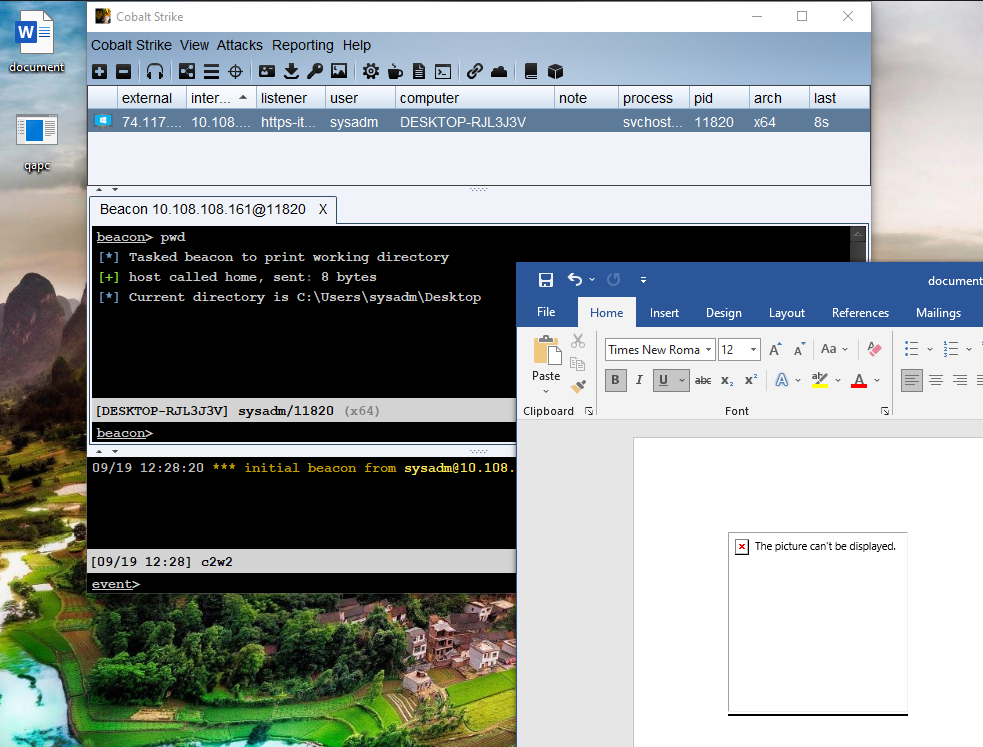 document
qapc
Cobalt Strike
Cobalt Strike View Attacks Reporting Help
external inter... listener user computer note process pid arch last
74.117.... 10.108.... https-it... sysadm DESKTOP-RJL3J3V svchost... 11820 x64 8s
Beacon 10.108.108.161@11820 X
beacon> pwd
[*] Tasked beacon to print working directory
[+] host called home, sent: 8 bytes
[*] Current directory is C:\Users\sysadm\Desktop
[DESKTOP-RJL3J3V] sysadm/11820 (x64)
beacon>
09/19 12:28:20 *** initial beacon from sysadm@10.108.
[09/19 12:28] c2w2
event>
document
File Home Insert Design Layout References Mailings
Paste
Times New Roma 12 A A Aa A
B I U abc x₂ x² A ab A
Clipboard Font
The picture can't be displayed.